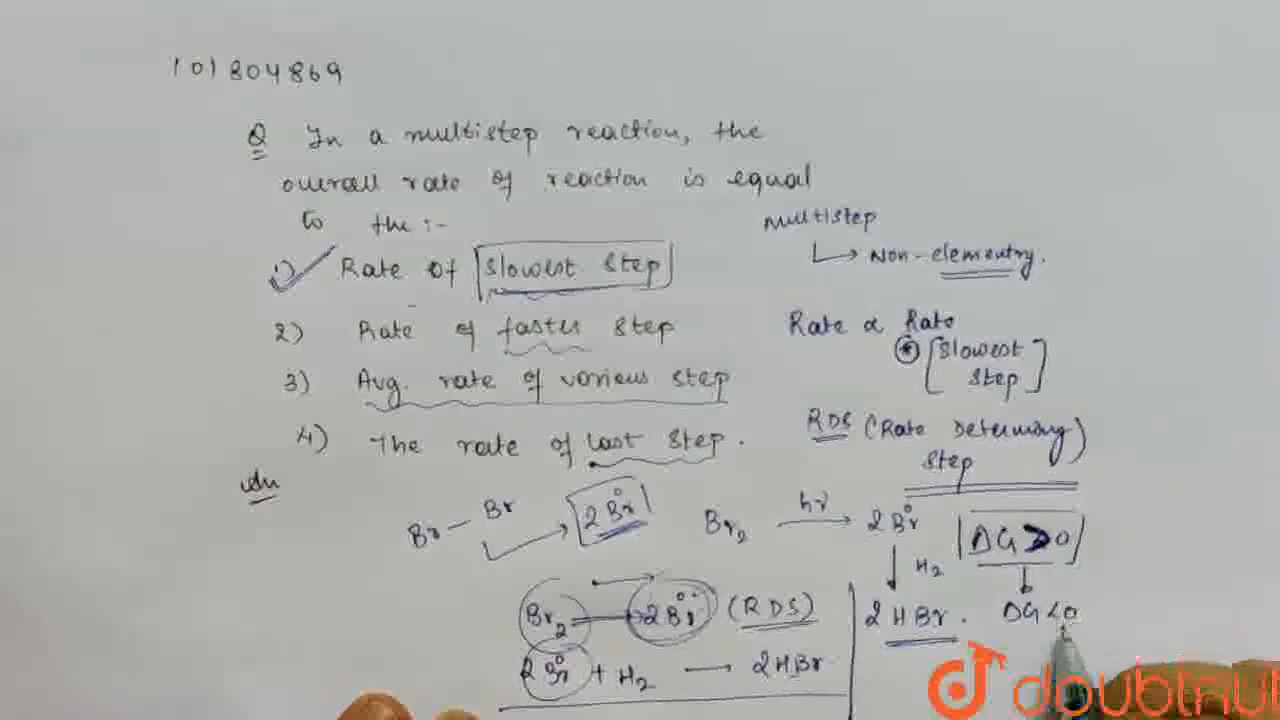 101804869
Q In a multistep reaction, the
overall rate of reaction is equal
to the :-
1) Rate of slowest step
2) Rate of faster step
3) Avg. rate of various step
4) The rate of last step.
multistep
↳ Non-elementry.
Rate ∝ Rate
[Slowest
Step]
RDS (Rate Determing
Step)
Br — Br → 2Br°
Br₂ hν → 2Br°
|ΔG>0|
↓ H₂
2HBr. ΔG<0
Br₂ → 2Br° (RDS)
2Br° + H₂ → 2HBr
doubtnut